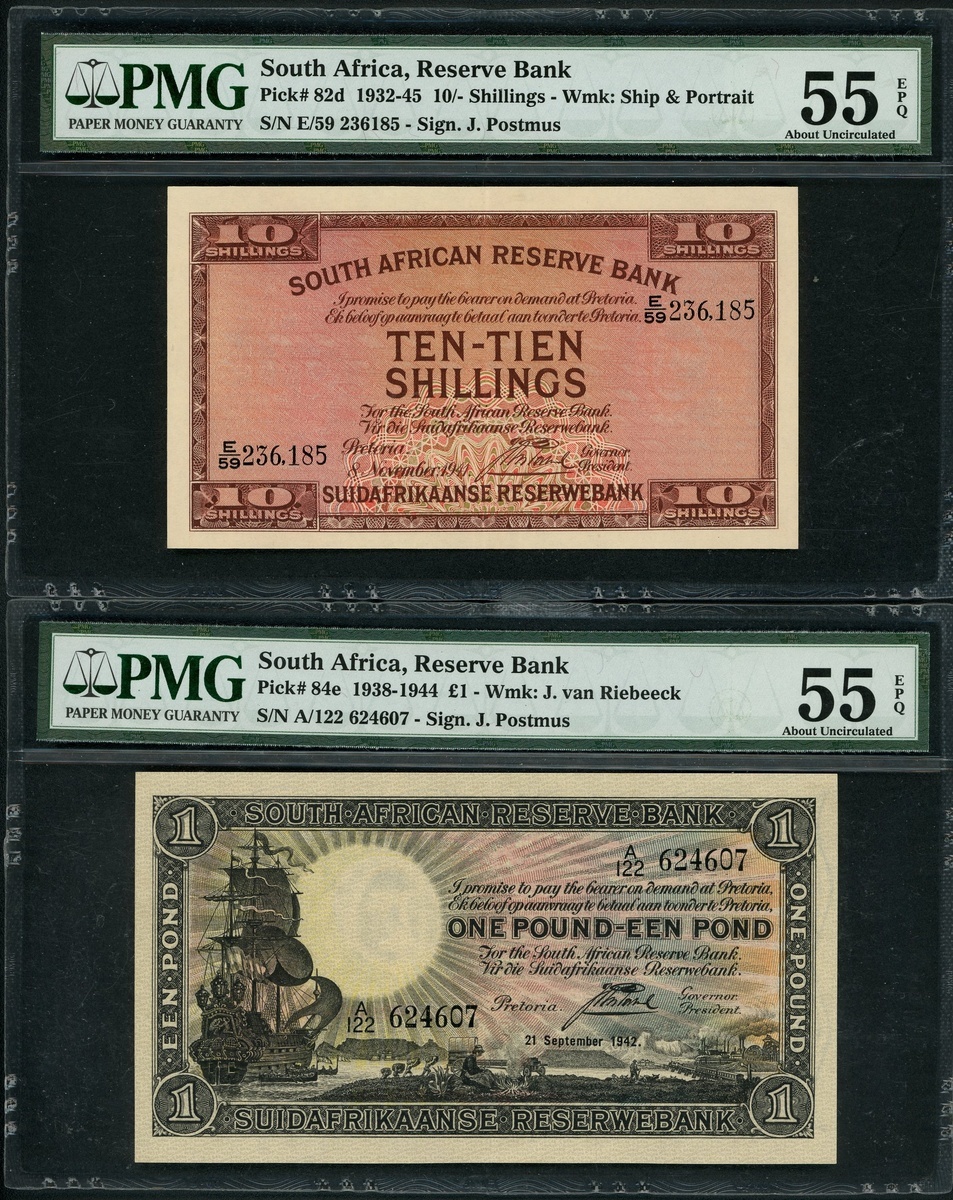 PMG
PAPER MONEY GUARANTY
South Africa, Reserve Bank
Pick# 82d 1932-45 10/- Shillings - Wmk: Ship & Portrait
S/N E/59 236185 - Sign. J. Postmus
55
EPQ
About Uncirculated
10 SHILLINGS
10 SHILLINGS
SOUTH AFRICAN RESERVE BANK
I promise to pay the bearer on demand at Pretoria.
Ek beloof op aanvraag te betaal aan toonder te Pretoria.
E/59 236,185
TEN-TIEN
SHILLINGS
For the South African Reserve Bank.
Vir die Suidafrikaanse Reserwebank.
E/59 236,185
Pretoria
8 November 1941
Governor.
President.
10 SHILLINGS
SUIDAFRIKAANSE RESERWEBANK
10 SHILLINGS
PMG
PAPER MONEY GUARANTY
South Africa, Reserve Bank
Pick# 84e 1938-1944 £1 - Wmk: J. van Riebeeck
S/N A/122 624607 - Sign. J. Postmus
55
EPQ
About Uncirculated
1
·SOUTH·AFRICAN·RESERVE·BANK·
1
A/122 624607
I promise to pay the bearer on demand at Pretoria,
Ek beloof op aanvraag te betaal aan toonder te Pretoria,
ONE POUND-EEN POND
For the South African Reserve Bank.
Vir die Suidafrikaanse Reserwebank.
·EEN·POND·
·ONE·POUND·
Pretoria.
Governor.
President.
A/122 624607
21 September 1942.
1
·SUIDAFRIKAANSE·RESERWEBANK·
1